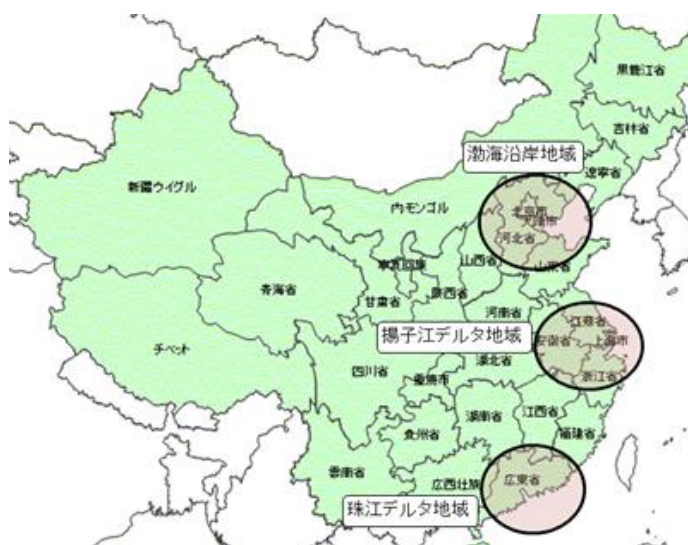 黒龍江省
吉林省
渤海沿岸地域
遼寧省
新疆ウイグル
内モンゴル
北京市
天津市
河北省
寧夏回族
山西省
山東省
青海省
甘粛省
陝西省
河南省
江蘇省
揚子江デルタ地域
安徽省
上海市
チベット
四川省
重慶市
湖北省
浙江省
湖南省
江西省
貴州省
福建省
雲南省
広西壮族
広東省
珠江デルタ地域